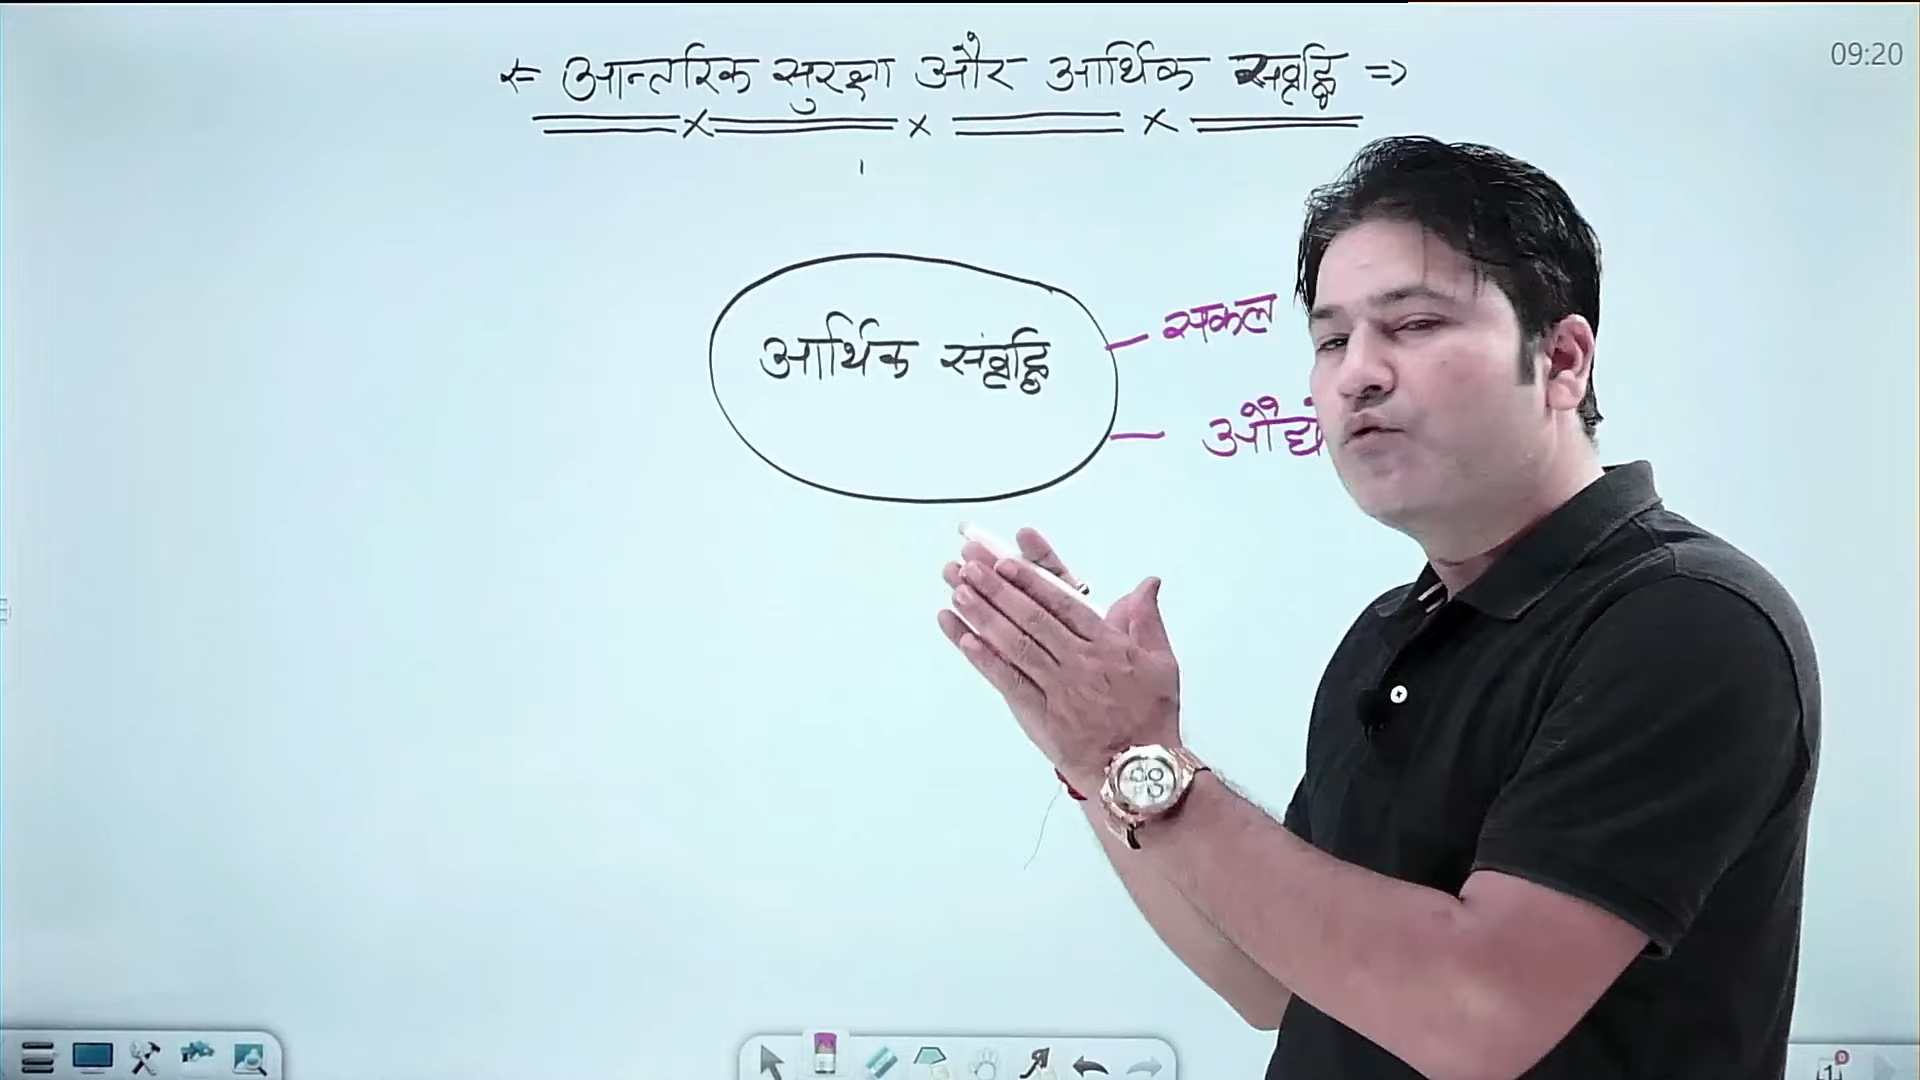 ← आन्तरिक सुरक्षा और आर्थिक संवृद्धि ⇒
09:20
आर्थिक संवृद्धि
सकल